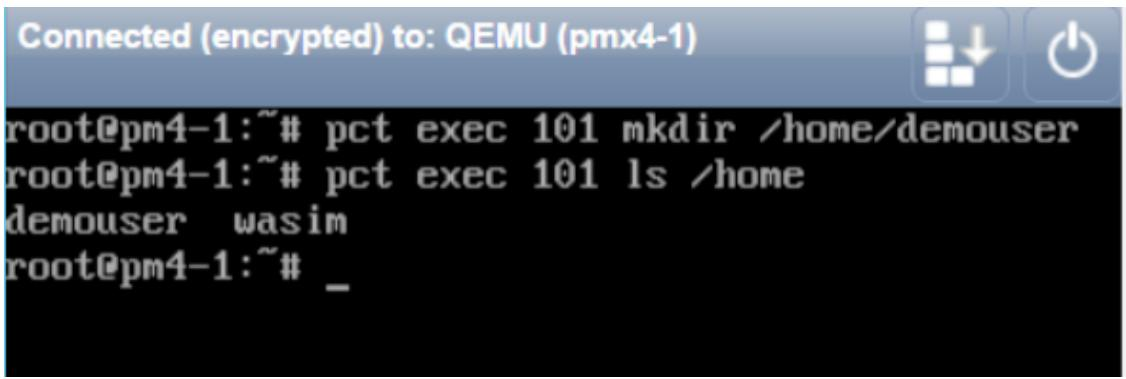 Connected (encrypted) to: QEMU (pmx4-1)
root@pm4-1:~# pct exec 101 mkdir /home/demouser
root@pm4-1:~# pct exec 101 ls /home
demouser  wasim
root@pm4-1:~# _